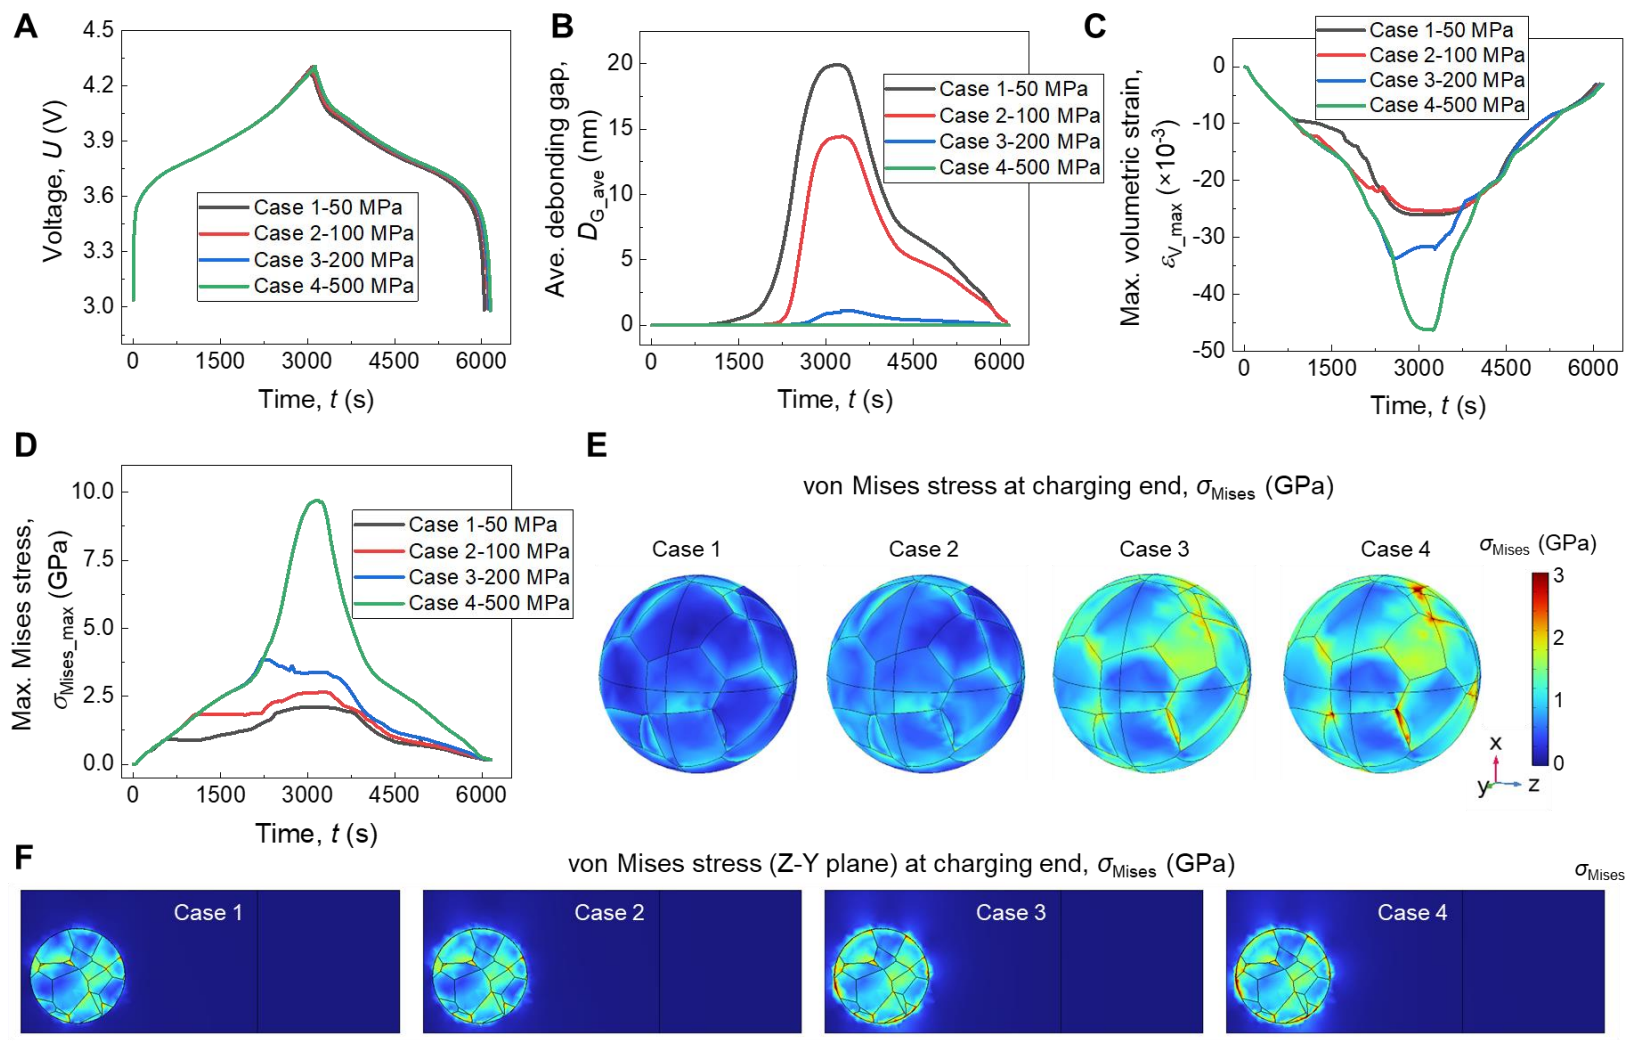 A
4.5
4.2
3.9
3.6
3.3
3.0
Voltage, U (V)
Case 1-50 MPa
Case 2-100 MPa
Case 3-200 MPa
Case 4-500 MPa
0 1500 3000 4500 6000
Time, t (s)
B
20
15
10
5
0
Ave. debonding gap,
D_G_ave (nm)
Case 1-50 MPa
Case 2-100 MPa
Case 3-200 MPa
Case 4-500 MPa
0 1500 3000 4500 6000
Time, t (s)
C
0
-10
-20
-30
-40
-50
Max. volumetric strain,
ε_V_max (×10⁻³)
Case 1-50 MPa
Case 2-100 MPa
Case 3-200 MPa
Case 4-500 MPa
0 1500 3000 4500 6000
Time, t (s)
D
10.0
7.5
5.0
2.5
0.0
Max. Mises stress,
σ_Mises_max (GPa)
Case 1-50 MPa
Case 2-100 MPa
Case 3-200 MPa
Case 4-500 MPa
0 1500 3000 4500 6000
Time, t (s)
E
von Mises stress at charging end, σ_Mises (GPa)
Case 1 Case 2 Case 3 Case 4
σ_Mises (GPa)
3
2
1
0
x
y z
F
von Mises stress (Z-Y plane) at charging end, σ_Mises (GPa)
σ_Mises
Case 1 Case 2 Case 3 Case 4